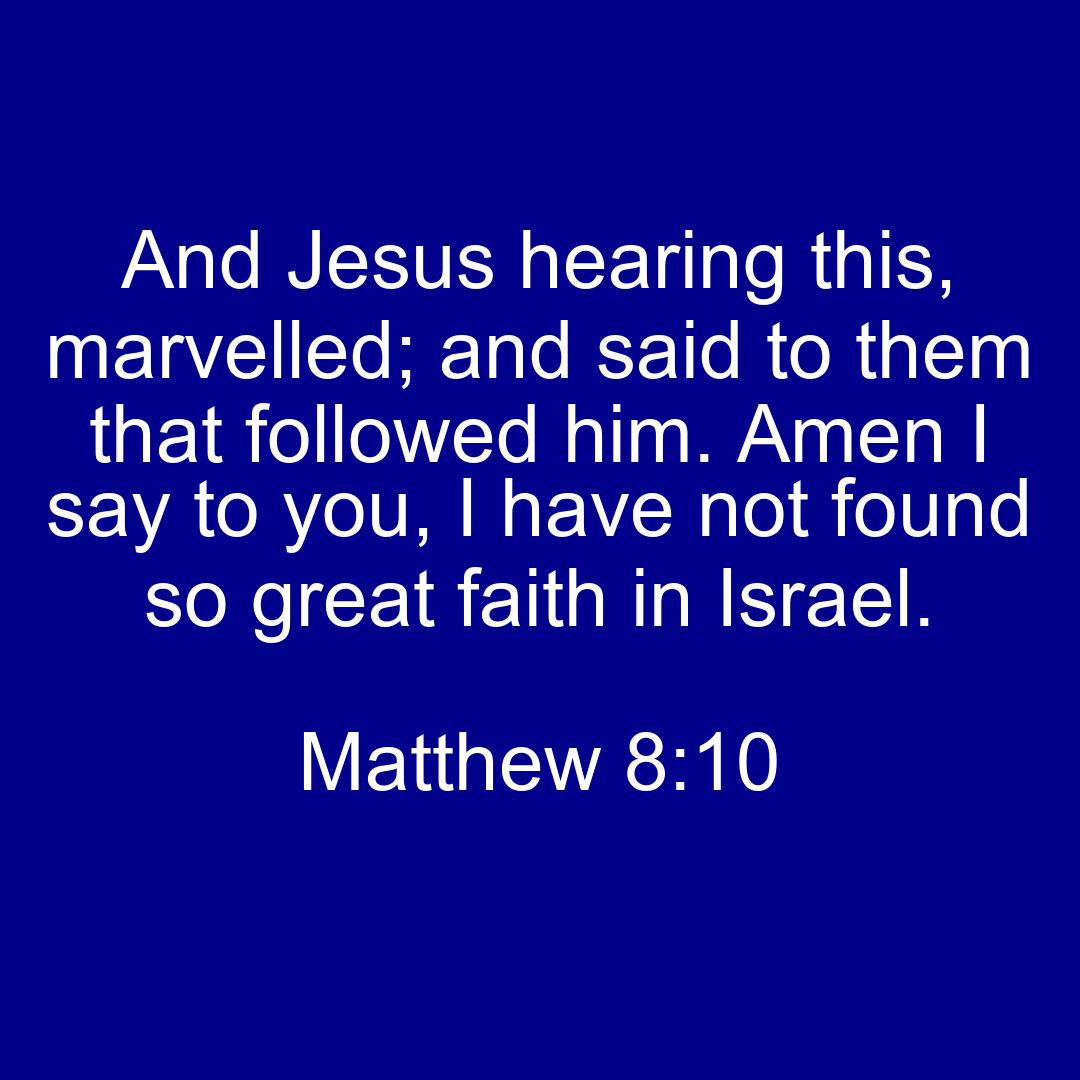 And Jesus hearing this,
marvelled; and said to them
that followed him. Amen I
say to you, I have not found
so great faith in Israel.
Matthew 8:10